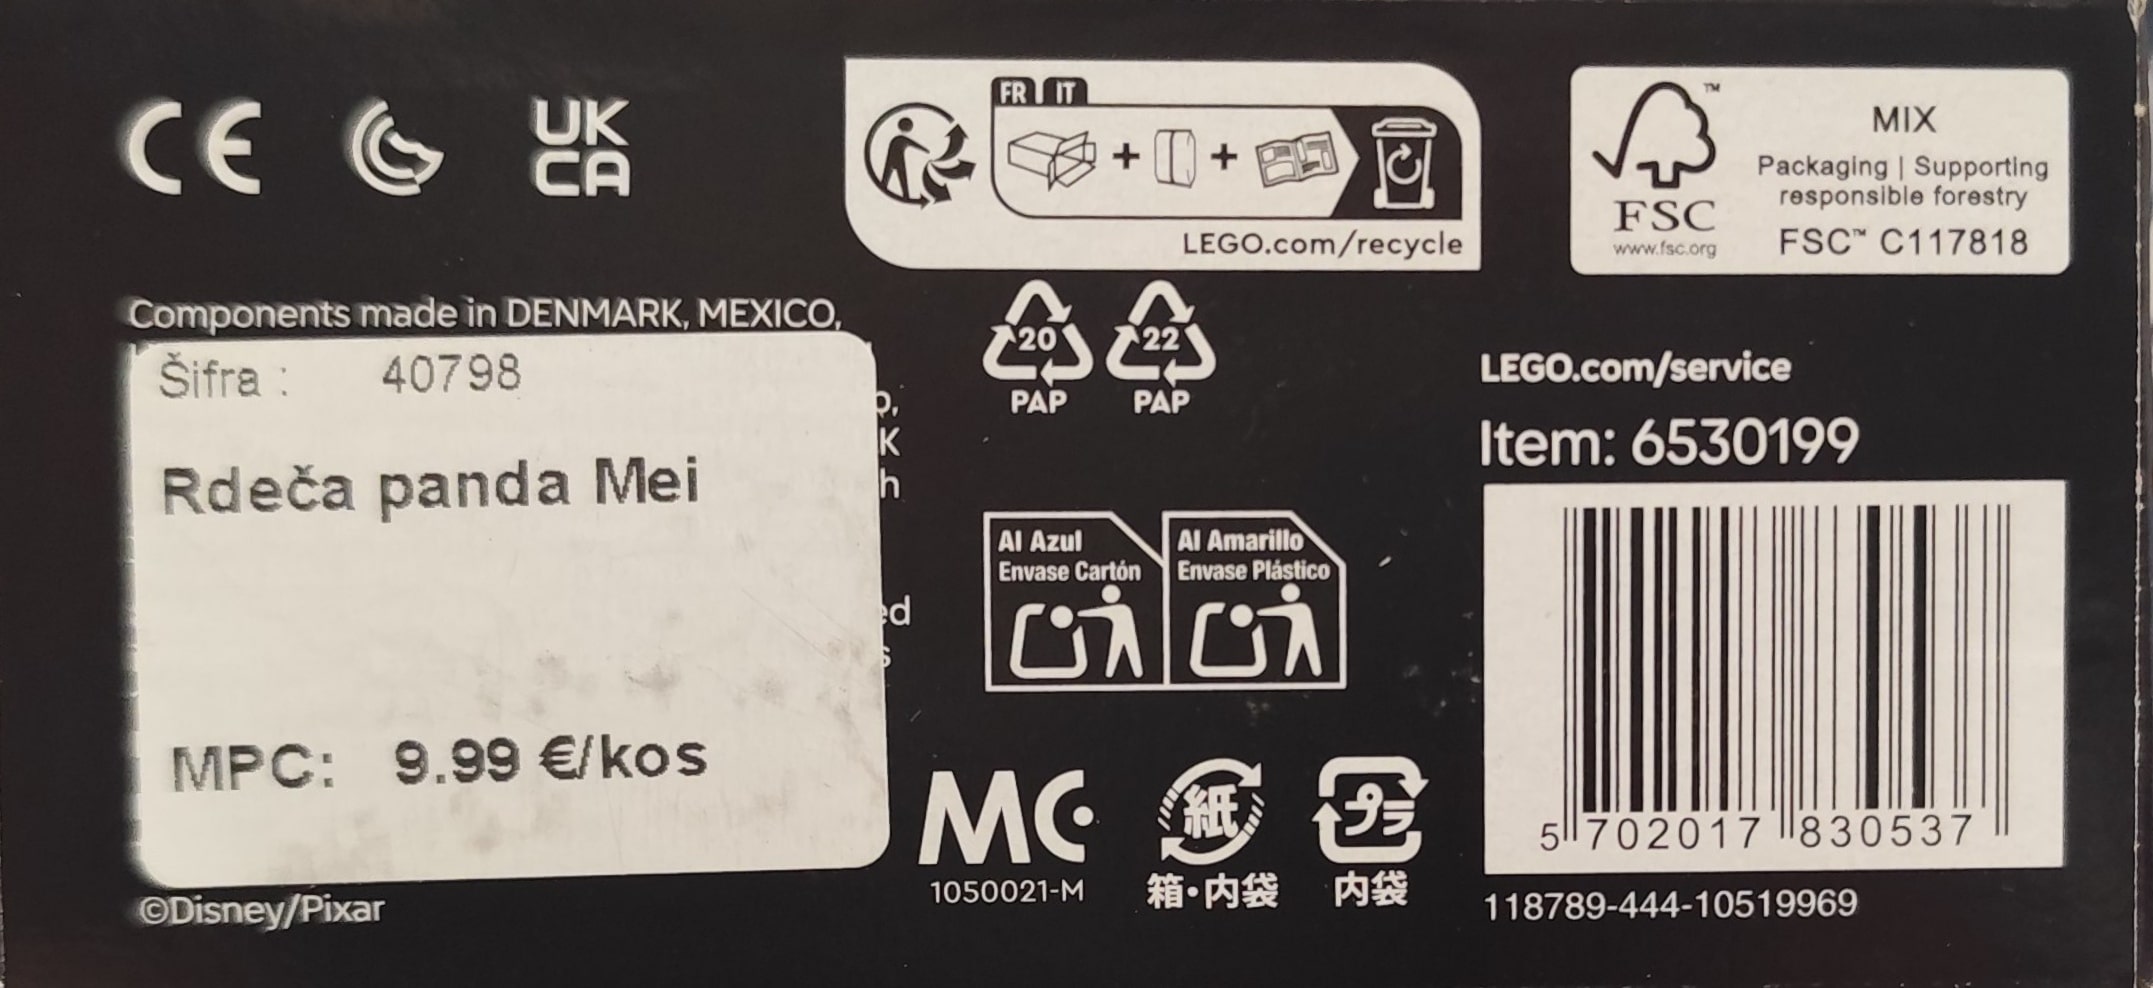 CE
UK
CA
FR IT
+ +
LEGO.com/recycle
™
FSC
www.fsc.org
MIX
Packaging | Supporting
responsible forestry
FSC™ C117818
Components made in DENMARK, MEXICO,
Šifra : 40798
Rdeča panda Mei
MPC: 9.99 €/kos
©Disney/Pixar
20
PAP
22
PAP
Al Azul
Envase Cartón
Al Amarillo
Envase Plástico
MC
1050021-M
紙
箱・内袋
プラ
内袋
LEGO.com/service
Item: 6530199
5 702017 830537
118789-444-10519969